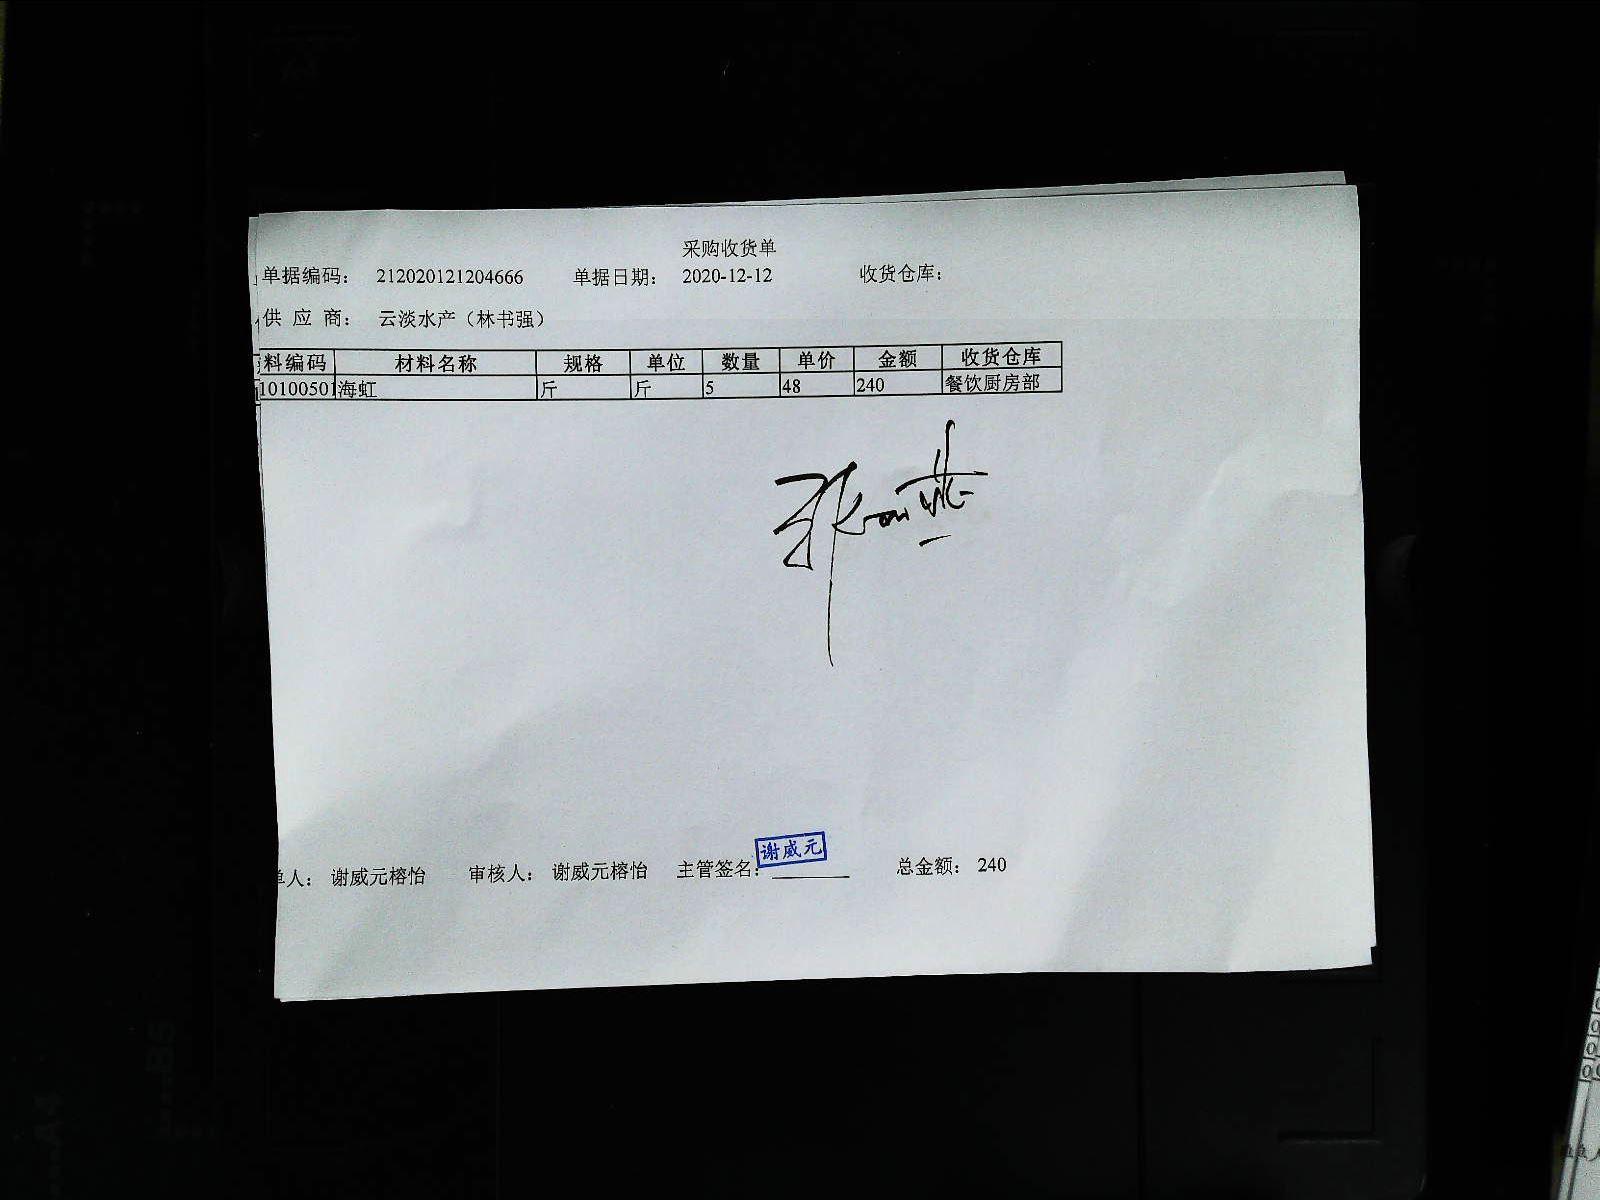 采购收货单
单据编码： 212020121204666 单据日期： 2020-12-12 收货仓库：
供 应 商： 云淡水产（林书强）
料编码 材料名称 规格 单位 数量 单价 金额 收货仓库
10100501 海虹 斤 斤 5 48 240 餐饮厨房部
谢威元
单人： 谢威元榕怡 审核人： 谢威元榕怡 主管签名： 总金额： 240